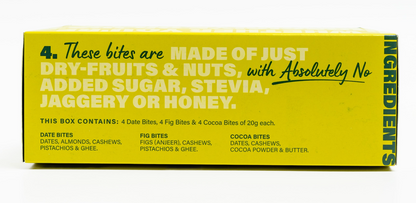 4. These bites are MADE OF JUST
DRY-FRUITS & NUTS, with Absolutely No
ADDED SUGAR, STEVIA,
JAGGERY OR HONEY.
THIS BOX CONTAINS: 4 Date Bites, 4 Fig Bites & 4 Cocoa Bites of 20g each.
DATE BITES
DATES, ALMONDS, CASHEWS,
PISTACHIOS & GHEE.
FIG BITES
FIGS (ANJEER), CASHEWS,
PISTACHIOS & GHEE.
COCOA BITES
DATES, CASHEWS,
COCOA POWDER & BUTTER.
INGREDIENTS